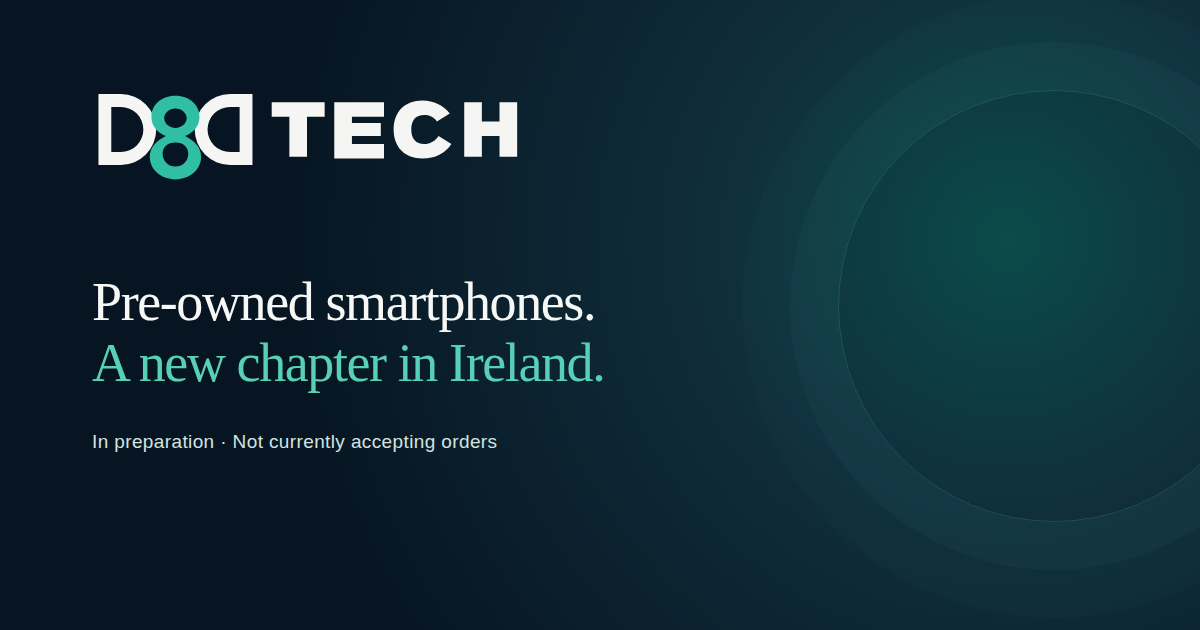 D8D TECH
Pre-owned smartphones.
A new chapter in Ireland.
In preparation · Not currently accepting orders